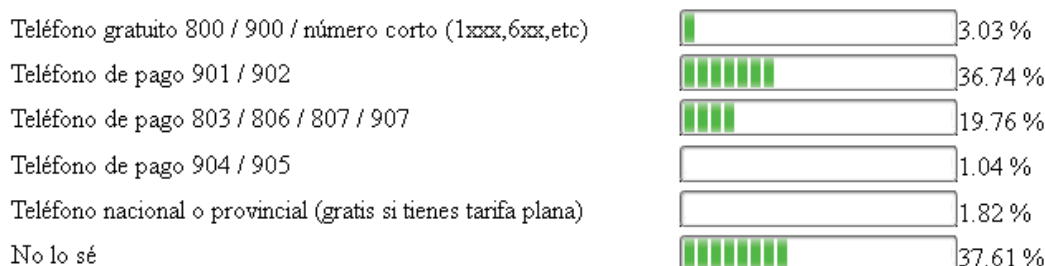 Teléfono gratuito 800 / 900 / número corto (1xxx,6xx,etc) 3.03 %
Teléfono de pago 901 / 902 36.74 %
Teléfono de pago 803 / 806 / 807 / 907 19.76 %
Teléfono de pago 904 / 905 1.04 %
Teléfono nacional o provincial (gratis si tienes tarifa plana) 1.82 %
No lo sé 37.61 %